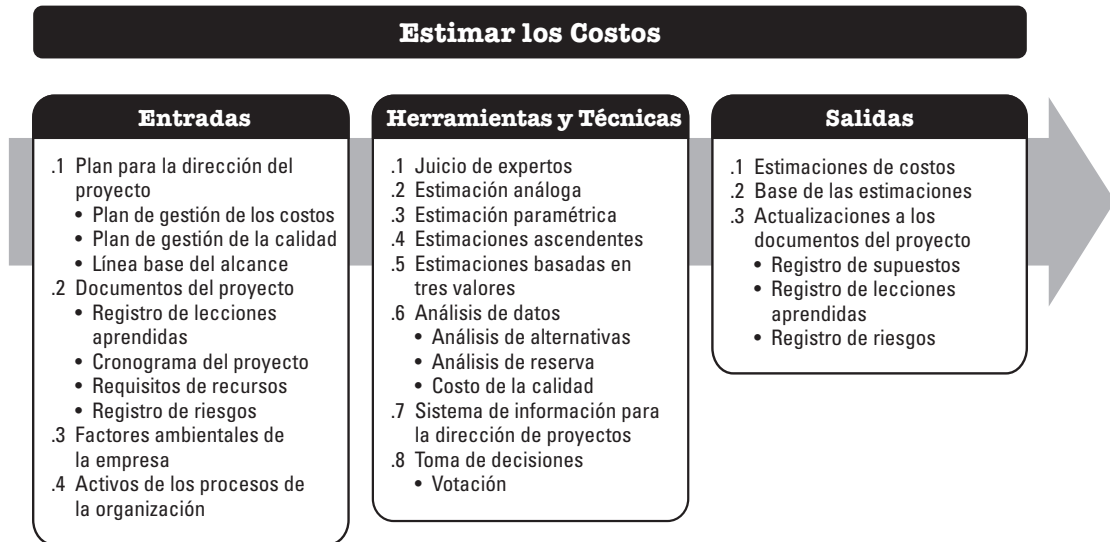 Estimar los Costos
Entradas
.1 Plan para la dirección del
proyecto
• Plan de gestión de los costos
• Plan de gestión de la calidad
• Línea base del alcance
.2 Documentos del proyecto
• Registro de lecciones
aprendidas
• Cronograma del proyecto
• Requisitos de recursos
• Registro de riesgos
.3 Factores ambientales de
la empresa
.4 Activos de los procesos de
la organización
Herramientas y Técnicas
.1 Juicio de expertos
.2 Estimación análoga
.3 Estimación paramétrica
.4 Estimaciones ascendentes
.5 Estimaciones basadas en
tres valores
.6 Análisis de datos
• Análisis de alternativas
• Análisis de reserva
• Costo de la calidad
.7 Sistema de información para
la dirección de proyectos
.8 Toma de decisiones
• Votación
Salidas
.1 Estimaciones de costos
.2 Base de las estimaciones
.3 Actualizaciones a los
documentos del proyecto
• Registro de supuestos
• Registro de lecciones
aprendidas
• Registro de riesgos